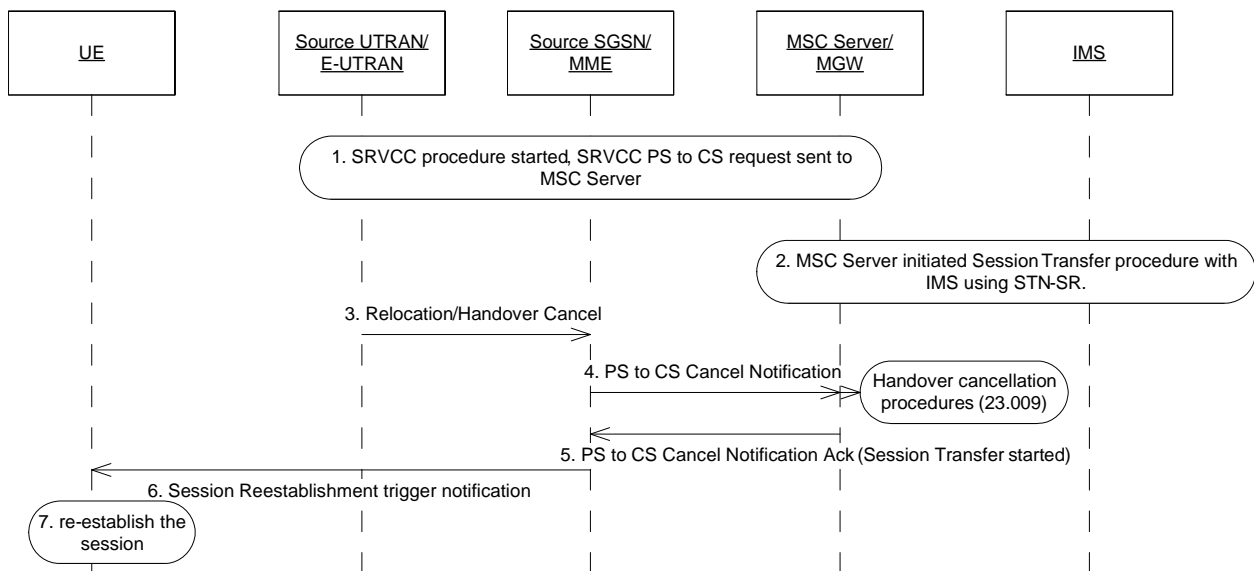 UE
Source UTRAN/
E-UTRAN
Source SGSN/
MME
MSC Server/
MGW
IMS
1. SRVCC procedure started, SRVCC PS to CS request sent to
MSC Server
2. MSC Server initiated Session Transfer procedure with
IMS using STN-SR.
3. Relocation/Handover Cancel
4. PS to CS Cancel Notification
Handover cancellation
procedures (23.009)
5. PS to CS Cancel Notification Ack (Session Transfer started)
6. Session Reestablishment trigger notification
7. re-establish the
session